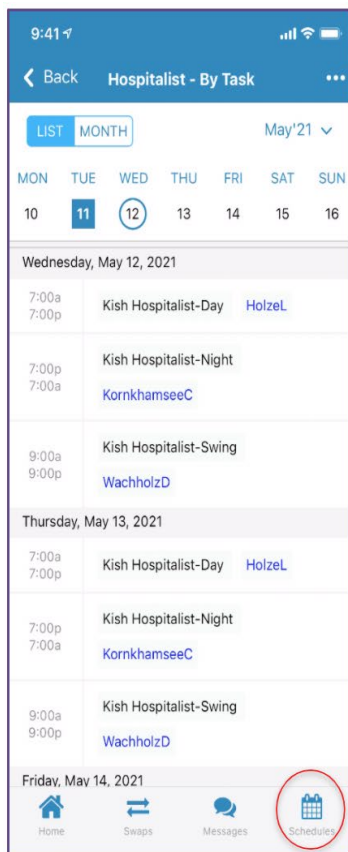 9:41
Back Hospitalist - By Task
LIST MONTH May'21
MON TUE WED THU FRI SAT SUN
10 11 12 13 14 15 16
Wednesday, May 12, 2021
7:00a
7:00p
Kish Hospitalist-Day HolzeL
7:00p
7:00a
Kish Hospitalist-Night
KornkhamseeC
9:00a
9:00p
Kish Hospitalist-Swing
WachholzD
Thursday, May 13, 2021
7:00a
7:00p
Kish Hospitalist-Day HolzeL
7:00p
7:00a
Kish Hospitalist-Night
KornkhamseeC
9:00a
9:00p
Kish Hospitalist-Swing
WachholzD
Friday, May 14, 2021
Home Swaps Messages Schedules